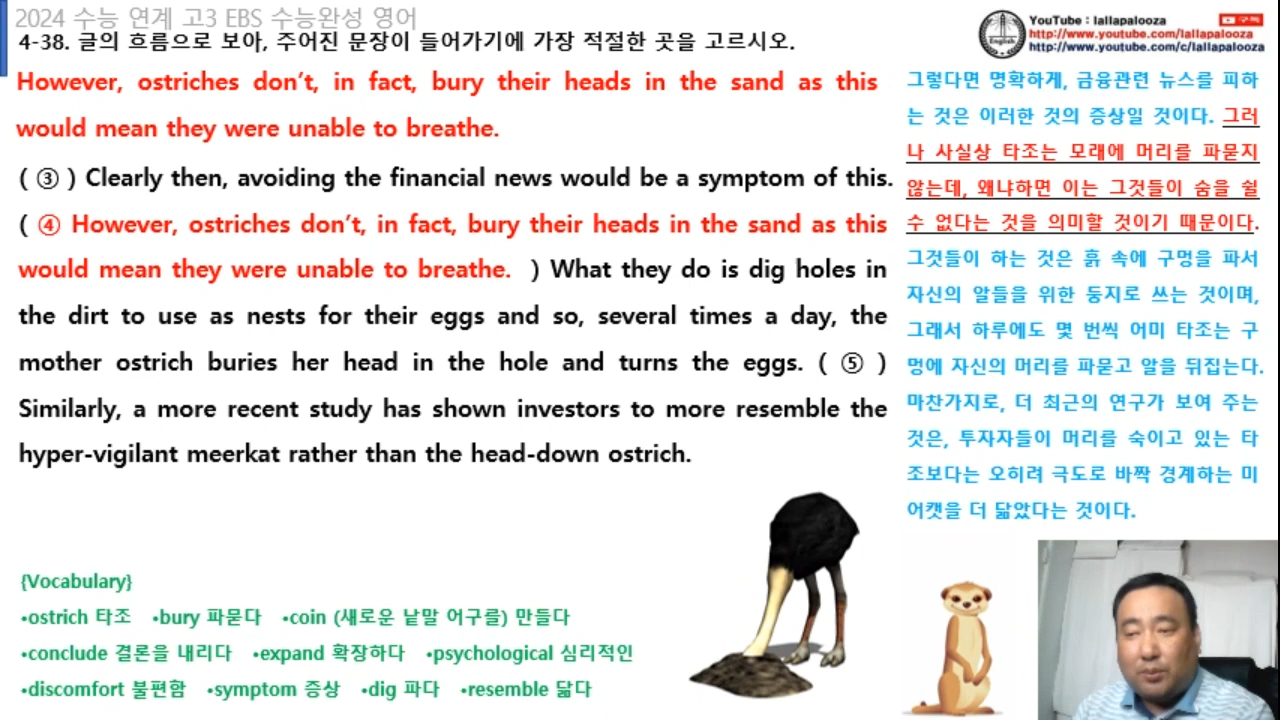 2024 수능 연계 고3 EBS 수능완성 영어
4-38. 글의 흐름으로 보아, 주어진 문장이 들어가기에 가장 적절한 곳을 고르시오.
English
YouTube : lallapalooza
구독
http://www.youtube.com/lallapalooza
http://www.youtube.com/c/lallapalooza
However, ostriches don't, in fact, bury their heads in the sand as this
would mean they were unable to breathe.
( ③ ) Clearly then, avoiding the financial news would be a symptom of this.
( ④ However, ostriches don't, in fact, bury their heads in the sand as this
would mean they were unable to breathe. ) What they do is dig holes in
the dirt to use as nests for their eggs and so, several times a day, the
mother ostrich buries her head in the hole and turns the eggs. ( ⑤ )
Similarly, a more recent study has shown investors to more resemble the
hyper-vigilant meerkat rather than the head-down ostrich.
그렇다면 명확하게, 금융관련 뉴스를 피하
는 것은 이러한 것의 증상일 것이다. 그러
나 사실상 타조는 모래에 머리를 파묻지
않는데, 왜냐하면 이는 그것들이 숨을 쉴
수 없다는 것을 의미할 것이기 때문이다.
그것들이 하는 것은 흙 속에 구멍을 파서
자신의 알들을 위한 둥지로 쓰는 것이며,
그래서 하루에도 몇 번씩 어미 타조는 구
멍에 자신의 머리를 파묻고 알을 뒤집는다.
마찬가지로, 더 최근의 연구가 보여 주는
것은, 투자자들이 머리를 숙이고 있는 타
조보다는 오히려 극도로 바짝 경계하는 미
어캣을 더 닮았다는 것이다.
{Vocabulary}
•ostrich 타조 •bury 파묻다 •coin (새로운 낱말 어구를) 만들다
•conclude 결론을 내리다 •expand 확장하다 •psychological 심리적인
•discomfort 불편함 •symptom 증상 •dig 파다 •resemble 닮다